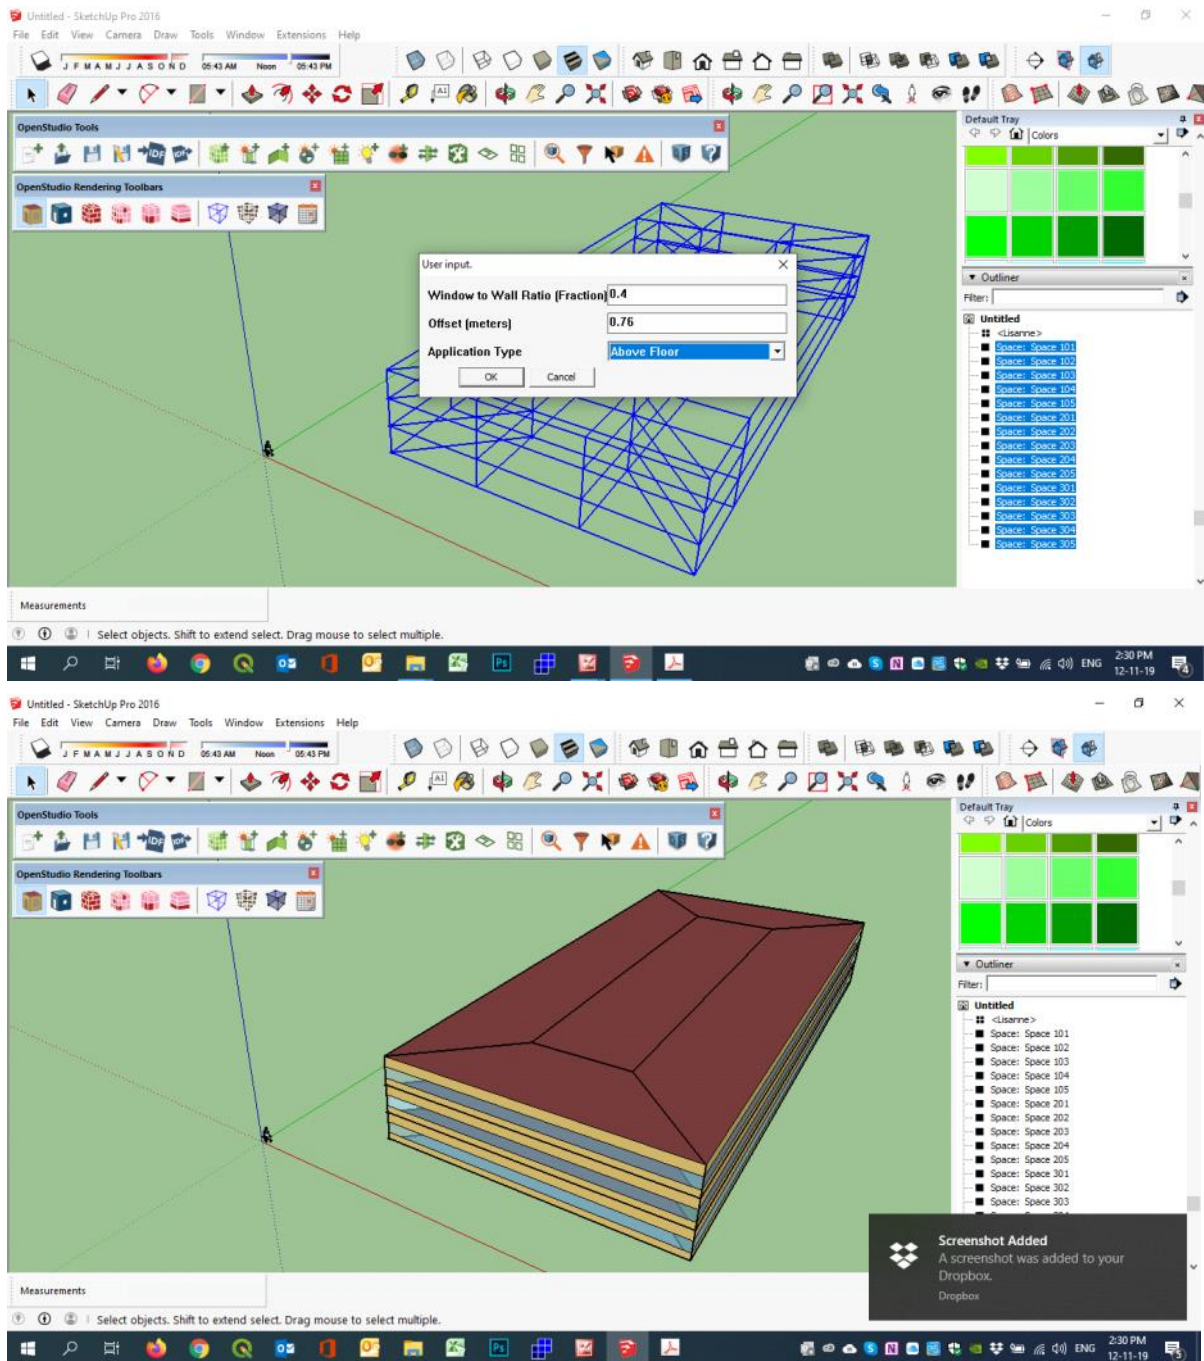 Untitled - SketchUp Pro 2016
File Edit View Camera Draw Tools Window Extensions Help
J F M A M J J A S O N D 05:43 AM Noon 05:43 PM
A1
OpenStudio Tools
IDF IDF
OpenStudio Rendering Toolbars
Default Tray
Colors
User input.
Window to Wall Ratio (Fraction) 0.4
Offset (meters) 0.76
Application Type Above Floor
OK Cancel
Outliner
Filter:
Untitled
<Lisanne>
Space: Space 101
Space: Space 102
Space: Space 103
Space: Space 104
Space: Space 105
Space: Space 201
Space: Space 202
Space: Space 203
Space: Space 204
Space: Space 205
Space: Space 301
Space: Space 302
Space: Space 303
Space: Space 304
Space: Space 305
Measurements
Select objects. Shift to extend select. Drag mouse to select multiple.
Ps
ENG
2:30 PM
12-11-19
4
Untitled - SketchUp Pro 2016
File Edit View Camera Draw Tools Window Extensions Help
J F M A M J J A S O N D 05:43 AM Noon 05:43 PM
A1
OpenStudio Tools
IDF IDF
OpenStudio Rendering Toolbars
Default Tray
Colors
Outliner
Filter:
Untitled
<Lisanne>
Space: Space 101
Space: Space 102
Space: Space 103
Space: Space 104
Space: Space 105
Space: Space 201
Space: Space 202
Space: Space 203
Space: Space 204
Space: Space 205
Space: Space 301
Space: Space 302
Space: Space 303
Screenshot Added
A screenshot was added to your
Dropbox.
Dropbox
Measurements
Select objects. Shift to extend select. Drag mouse to select multiple.
Ps
ENG
2:30 PM
12-11-19
5